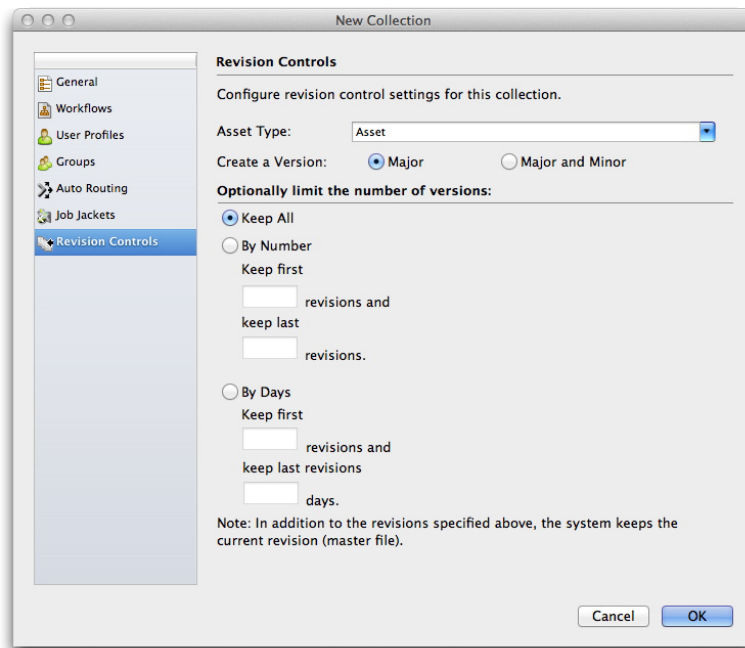 New Collection
General
Workflows
User Profiles
Groups
Auto Routing
Job Jackets
Revision Controls
Revision Controls
Configure revision control settings for this collection.
Asset Type: Asset
Create a Version: Major Major and Minor
Optionally limit the number of versions:
Keep All
By Number
Keep first
revisions and
keep last
revisions.
By Days
Keep first
revisions and
keep last revisions
days.
Note: In addition to the revisions specified above, the system keeps the
current revision (master file).
Cancel OK